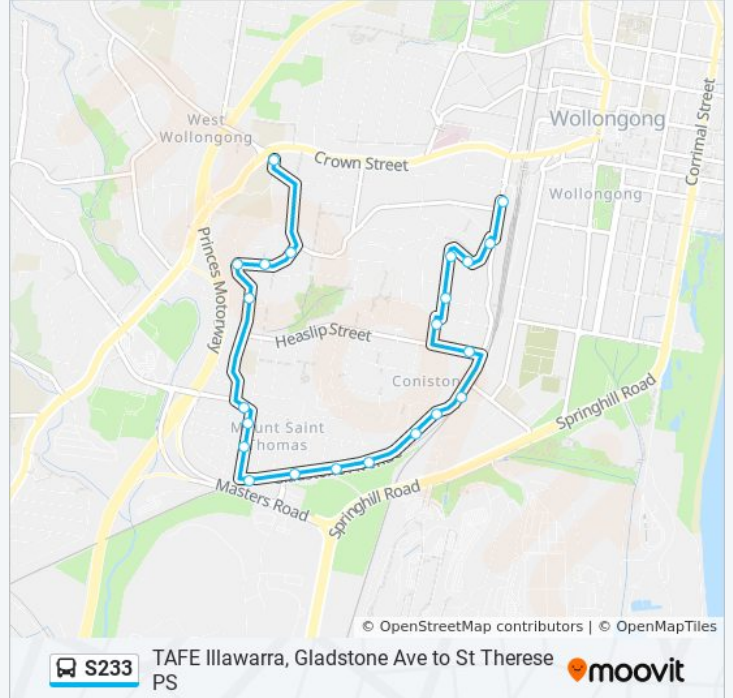 West
Wollongong
Crown Street
Wollongong
Corrimal Street
Wollongong
Princes Motorway
Heaslip Street
Coniston
Springhill Road
Mount Saint
Thomas
Masters Road
Springhill Road
© OpenStreetMap contributors | © OpenMapTiles
S233
TAFE Illawarra, Gladstone Ave to St Therese
PS
moovit